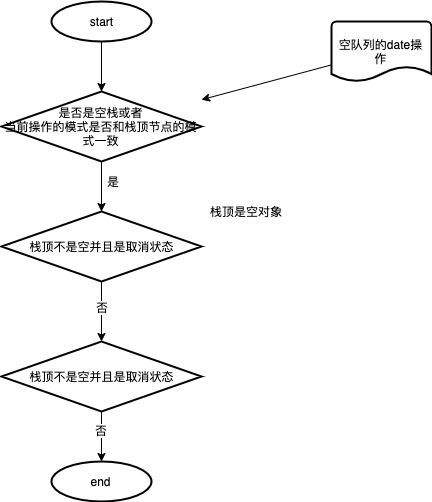 start
空队列的date操
作
是否是空栈或者
当前操作的模式是否和栈顶节点的模
式一致
是
栈顶是空对象
栈顶不是空并且是取消状态
否
栈顶不是空并且是取消状态
否
end